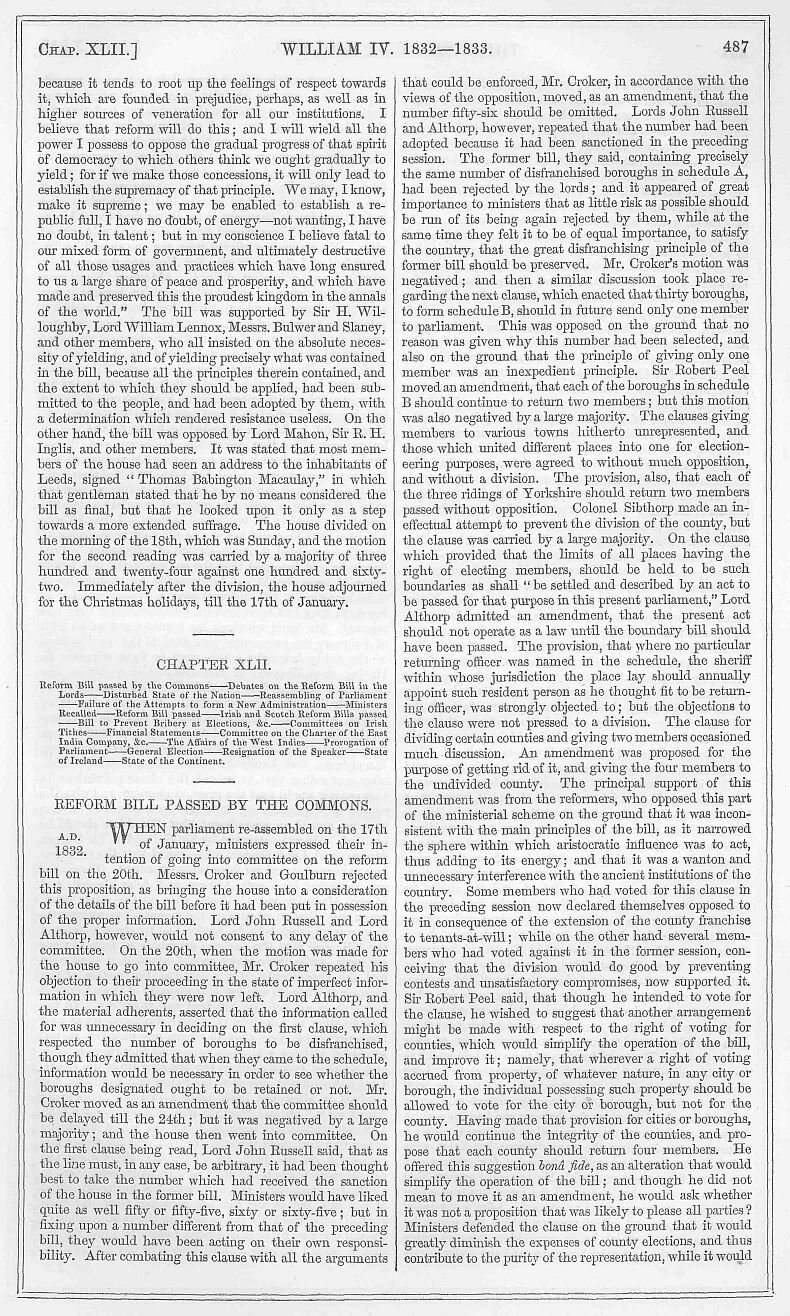 CHAP. XLII.] WILLIAM IV. 1832—1833. 487
because it tends to root up the feelings of respect towards
it, which are founded in prejudice, perhaps, as well as in
higher sources of veneration for all our institutions. I
believe that reform will do this; and I will wield all the
power I possess to oppose the gradual progress of that spirit
of democracy to which others think we ought gradually to
yield; for if we make those concessions, it will only lead to
establish the supremacy of that principle. We may, I know,
make it supreme; we may be enabled to establish a re-
public full, I have no doubt, of energy—not wanting, I have
no doubt, in talent; but in my conscience I believe fatal to
our mixed form of government, and ultimately destructive
of all those usages and practices which have long ensured
to us a large share of peace and prosperity, and which have
made and preserved this the proudest kingdom in the annals
of the world." The bill was supported by Sir H. Wil-
loughby, Lord William Lennox, Messrs. Bulwer and Slaney,
and other members, who all insisted on the absolute neces-
sity of yielding, and of yielding precisely what was contained
in the bill, because all the principles therein contained, and
the extent to which they should be applied, had been sub-
mitted to the people, and had been adopted by them, with
a determination which rendered resistance useless. On the
other hand, the bill was opposed by Lord Mahon, Sir R. H.
Inglis, and other members. It was stated that most mem-
bers of the house had seen an address to the inhabitants of
Leeds, signed "Thomas Babington Macaulay," in which
that gentleman stated that he by no means considered the
bill as final, but that he looked upon it only as a step
towards a more extended suffrage. The house divided on
the morning of the 18th, which was Sunday, and the motion
for the second reading was carried by a majority of three
hundred and twenty-four against one hundred and sixty-
two. Immediately after the division, the house adjourned
for the Christmas holidays, till the 17th of January.
CHAPTER XLII.
Reform Bill passed by the Commons——Debates on the Reform Bill in the
Lords——Disturbed State of the Nation——Reassembling of Parliament
——Failure of the Attempts to form a New Administration——Ministers
Recalled——Reform Bill passed——Irish and Scotch Reform Bills passed
——Bill to Prevent Bribery at Elections, &c.——Committees on Irish
Tithes——Financial Statements——Committee on the Charter of the East
India Company, &c.——The Affairs of the West Indies——Prorogation of
Parliament——General Election——Resignation of the Speaker——State
of Ireland——State of the Continent.
REFORM BILL PASSED BY THE COMMONS.
A.D.
1832.
WHEN parliament re-assembled on the 17th
of January, ministers expressed their in-
tention of going into committee on the reform
bill on the 20th. Messrs. Croker and Goulburn rejected
this proposition, as bringing the house into a consideration
of the details of the bill before it had been put in possession
of the proper information. Lord John Russell and Lord
Althorp, however, would not consent to any delay of the
committee. On the 20th, when the motion was made for
the house to go into committee, Mr. Croker repeated his
objection to their proceeding in the state of imperfect infor-
mation in which they were now left. Lord Althorp, and
the material adherents, asserted that the information called
for was unnecessary in deciding on the first clause, which
respected the number of boroughs to be disfranchised,
though they admitted that when they came to the schedule,
information would be necessary in order to see whether the
boroughs designated ought to be retained or not. Mr.
Croker moved as an amendment that the committee should
be delayed till the 24th; but it was negatived by a large
majority; and the house then went into committee. On
the first clause being read, Lord John Russell said, that as
the line must, in any case, be arbitrary, it had been thought
best to take the number which had received the sanction
of the house in the former bill. Ministers would have liked
quite as well fifty or fifty-five, sixty or sixty-five; but in
fixing upon a number different from that of the preceding
bill, they would have been acting on their own responsi-
bility. After combating this clause with all the arguments
that could be enforced, Mr. Croker, in accordance with the
views of the opposition, moved, as an amendment, that the
number fifty-six should be omitted. Lords John Russell
and Althorp, however, repeated that the number had been
adopted because it had been sanctioned in the preceding
session. The former bill, they said, containing precisely
the same number of disfranchised boroughs in schedule A,
had been rejected by the lords; and it appeared of great
importance to ministers that as little risk as possible should
be run of its being again rejected by them, while at the
same time they felt it to be of equal importance, to satisfy
the country, that the great disfranchising principle of the
former bill should be preserved. Mr. Croker's motion was
negatived; and then a similar discussion took place re-
garding the next clause, which enacted that thirty boroughs,
to form schedule B, should in future send only one member
to parliament. This was opposed on the ground that no
reason was given why this number had been selected, and
also on the ground that the principle of giving only one
member was an inexpedient principle. Sir Robert Peel
moved an amendment, that each of the boroughs in schedule
B should continue to return two members; but this motion
was also negatived by a large majority. The clauses giving
members to various towns hitherto unrepresented, and
those which united different places into one for election-
eering purposes, were agreed to without much opposition,
and without a division. The provision, also, that each of
the three ridings of Yorkshire should return two members
passed without opposition. Colonel Sibthorp made an in-
effectual attempt to prevent the division of the county, but
the clause was carried by a large majority. On the clause
which provided that the limits of all places having the
right of electing members, should be held to be such
boundaries as shall "be settled and described by an act to
be passed for that purpose in this present parliament," Lord
Althorp admitted an amendment, that the present act
should not operate as a law until the boundary bill should
have been passed. The provision, that where no particular
returning officer was named in the schedule, the sheriff
within whose jurisdiction the place lay should annually
appoint such resident person as he thought fit to be return-
ing officer, was strongly objected to; but the objections to
the clause were not pressed to a division. The clause for
dividing certain counties and giving two members occasioned
much discussion. An amendment was proposed for the
purpose of getting rid of it, and giving the four members to
the undivided county. The principal support of this
amendment was from the reformers, who opposed this part
of the ministerial scheme on the ground that it was incon-
sistent with the main principles of the bill, as it narrowed
the sphere within which aristocratic influence was to act,
thus adding to its energy; and that it was a wanton and
unnecessary interference with the ancient institutions of the
country. Some members who had voted for this clause in
the preceding session now declared themselves opposed to
it in consequence of the extension of the county franchise
to tenants-at-will; while on the other hand several mem-
bers who had voted against it in the former session, con-
ceiving that the division would do good by preventing
contests and unsatisfactory compromises, now supported it.
Sir Robert Peel said, that though he intended to vote for
the clause, he wished to suggest that another arrangement
might be made with respect to the right of voting for
counties, which would simplify the operation of the bill,
and improve it; namely, that wherever a right of voting
accrued from property, of whatever nature, in any city or
borough, the individual possessing such property should be
allowed to vote for the city or borough, but not for the
county. Having made that provision for cities or boroughs,
he would continue the integrity of the counties, and pro-
pose that each county should return four members. He
offered this suggestion bonâ fide, as an alteration that would
simplify the operation of the bill; and though he did not
mean to move it as an amendment, he would ask whether
it was not a proposition that was likely to please all parties?
Ministers defended the clause on the ground that it would
greatly diminish the expenses of county elections, and thus
contribute to the purity of the representation, while it would